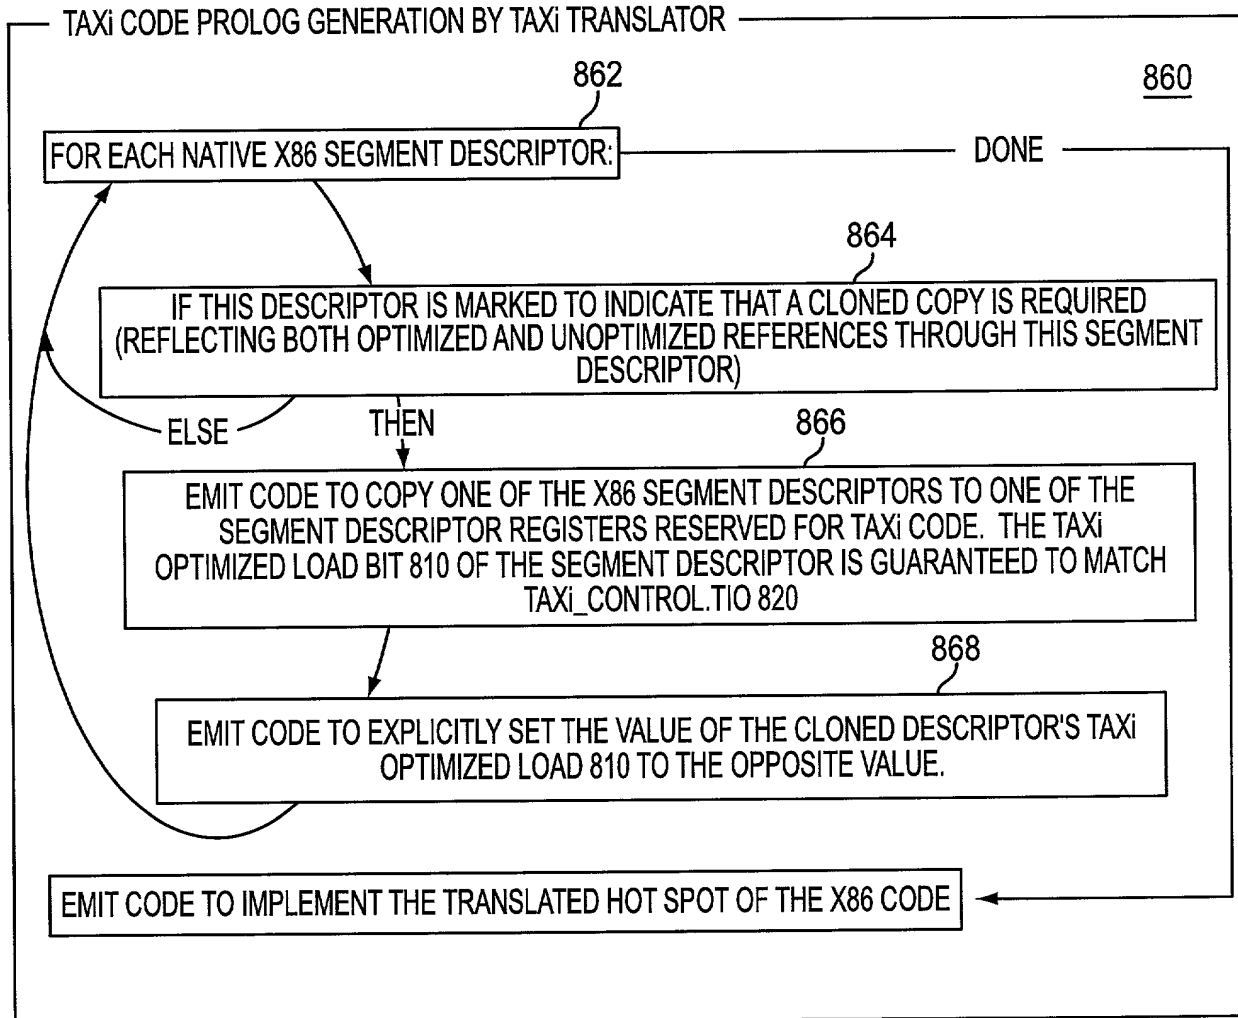 TAXi CODE PROLOG GENERATION BY TAXi TRANSLATOR
860
862
FOR EACH NATIVE X86 SEGMENT DESCRIPTOR:
DONE
864
IF THIS DESCRIPTOR IS MARKED TO INDICATE THAT A CLONED COPY IS REQUIRED
(REFLECTING BOTH OPTIMIZED AND UNOPTIMIZED REFERENCES THROUGH THIS SEGMENT
DESCRIPTOR)
ELSE
THEN
866
EMIT CODE TO COPY ONE OF THE X86 SEGMENT DESCRIPTORS TO ONE OF THE
SEGMENT DESCRIPTOR REGISTERS RESERVED FOR TAXi CODE. THE TAXi
OPTIMIZED LOAD BIT 810 OF THE SEGMENT DESCRIPTOR IS GUARANTEED TO MATCH
TAXi_CONTROL.TIO 820
868
EMIT CODE TO EXPLICITLY SET THE VALUE OF THE CLONED DESCRIPTOR'S TAXi
OPTIMIZED LOAD 810 TO THE OPPOSITE VALUE.
EMIT CODE TO IMPLEMENT THE TRANSLATED HOT SPOT OF THE X86 CODE